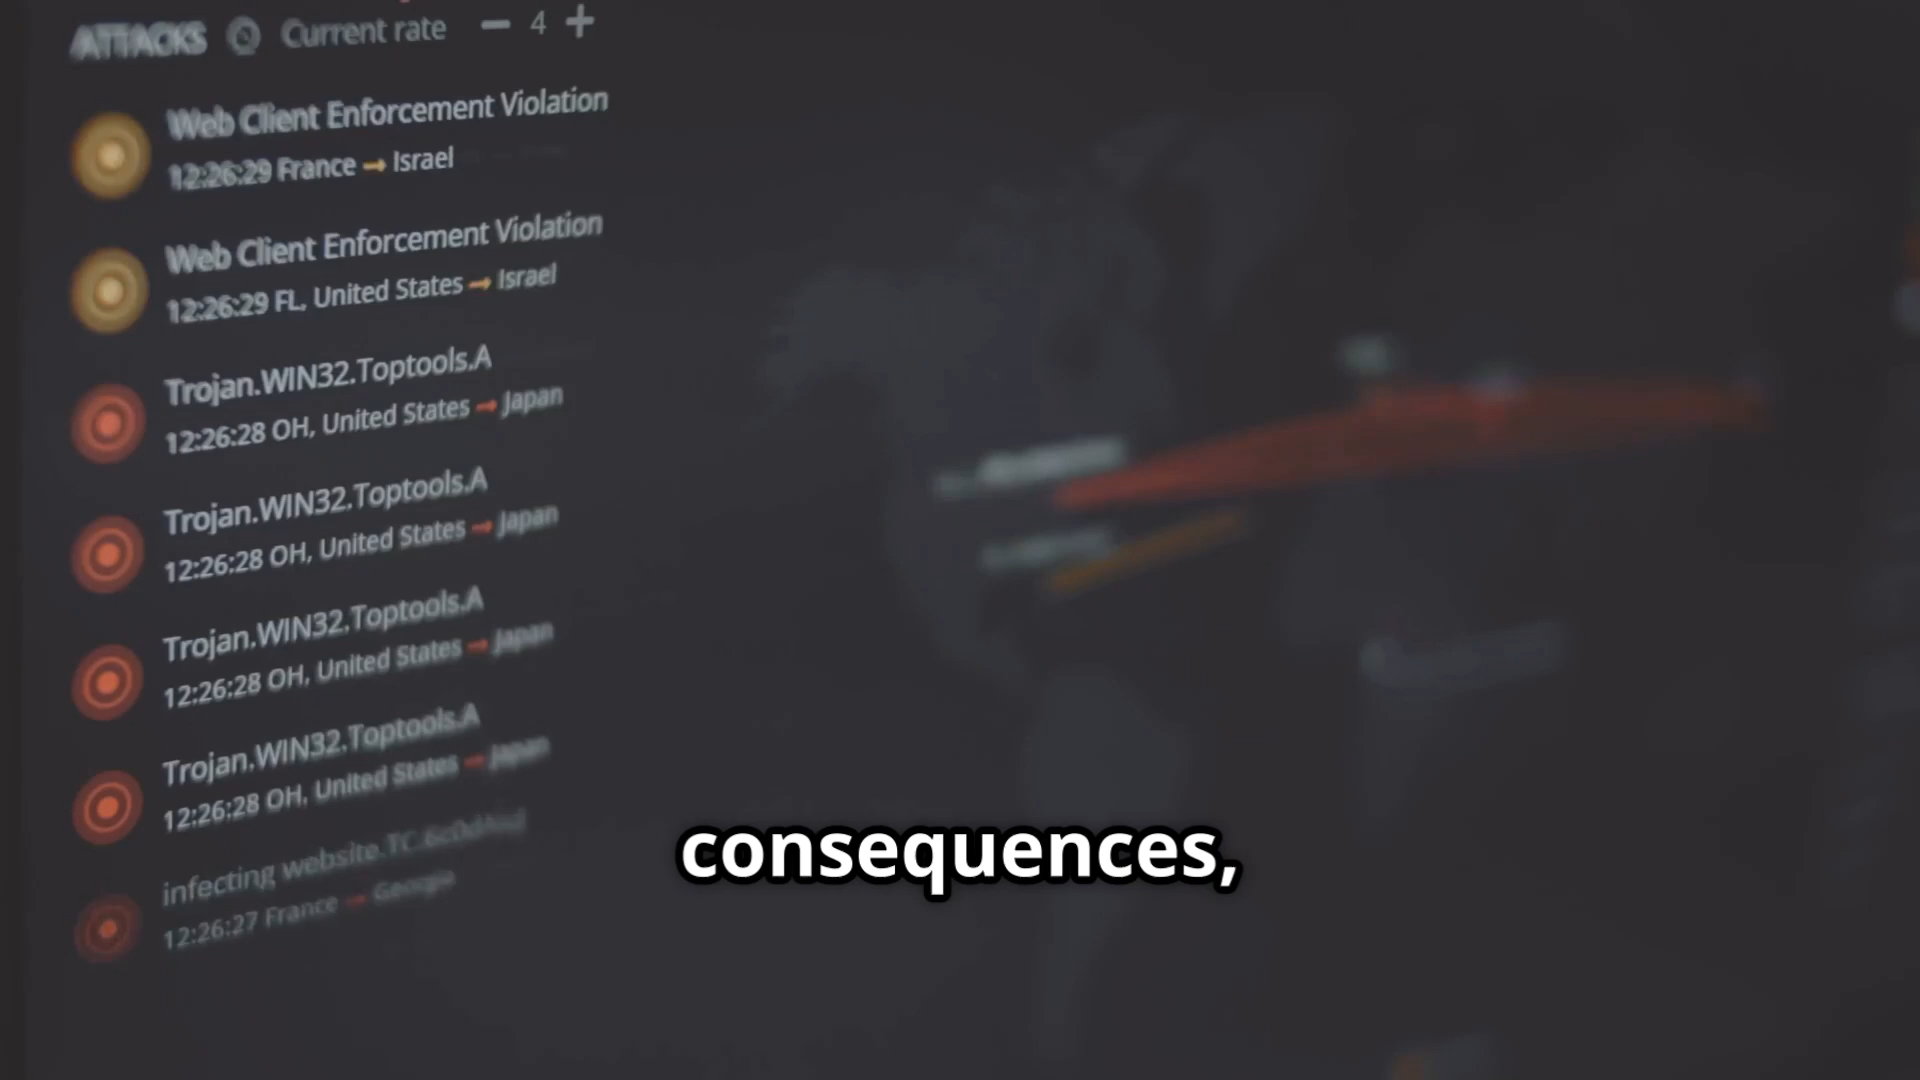 ATTACKS Current rate − 4 +
Web Client Enforcement Violation
12:26:29 France → Israel
Web Client Enforcement Violation
12:26:29 FL, United States → Israel
Trojan.WIN32.Toptools.A
12:26:28 OH, United States → Japan
Trojan.WIN32.Toptools.A
12:26:28 OH, United States → Japan
Trojan.WIN32.Toptools.A
12:26:28 OH, United States → Japan
Trojan.WIN32.Toptools.A
12:26:28 OH, United States → Japan
infecting website.TC.
12:26:27 France → Georgia
consequences,